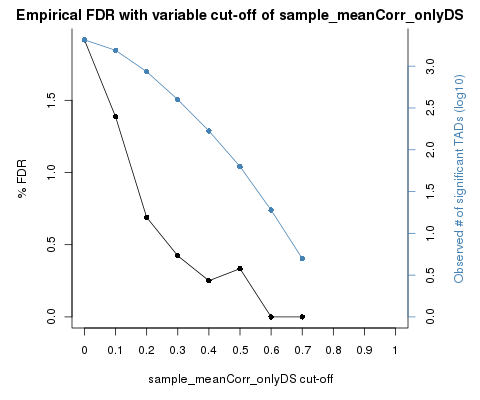 Empirical FDR with variable cut-off of sample_meanCorr_onlyDS
% FDR
0.0 0.5 1.0 1.5
Observed # of significant TADs (log10)
0.0 0.5 1.0 1.5 2.0 2.5 3.0
0 0.1 0.2 0.3 0.4 0.5 0.6 0.7 0.8 0.9 1
sample_meanCorr_onlyDS cut-off